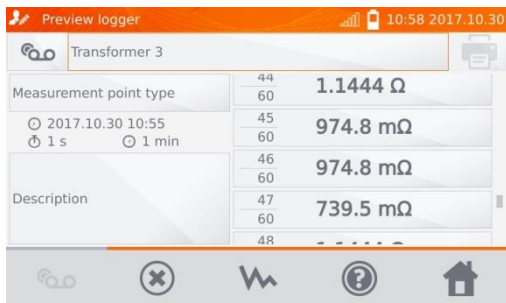 Preview logger
10:58 2017.10.30
Transformer 3
Measurement point type
2017.10.30 10:55
1 s
1 min
Description
44
60
1.1444 Ω
45
60
974.8 mΩ
46
60
974.8 mΩ
47
60
739.5 mΩ
48
?